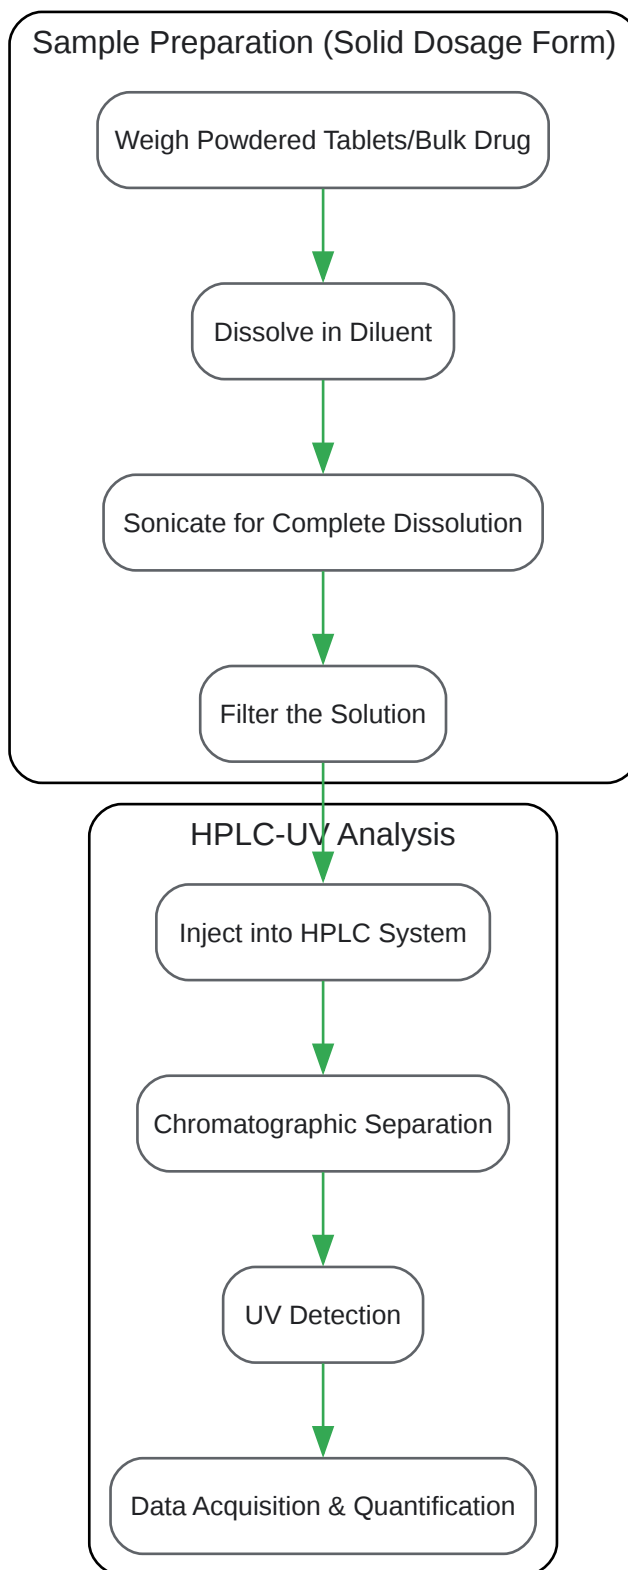 Sample Preparation (Solid Dosage Form)
Weigh Powdered Tablets/Bulk Drug
Dissolve in Diluent
Sonicate for Complete Dissolution
Filter the Solution
HPLC-UV Analysis
Inject into HPLC System
Chromatographic Separation
UV Detection
Data Acquisition & Quantification